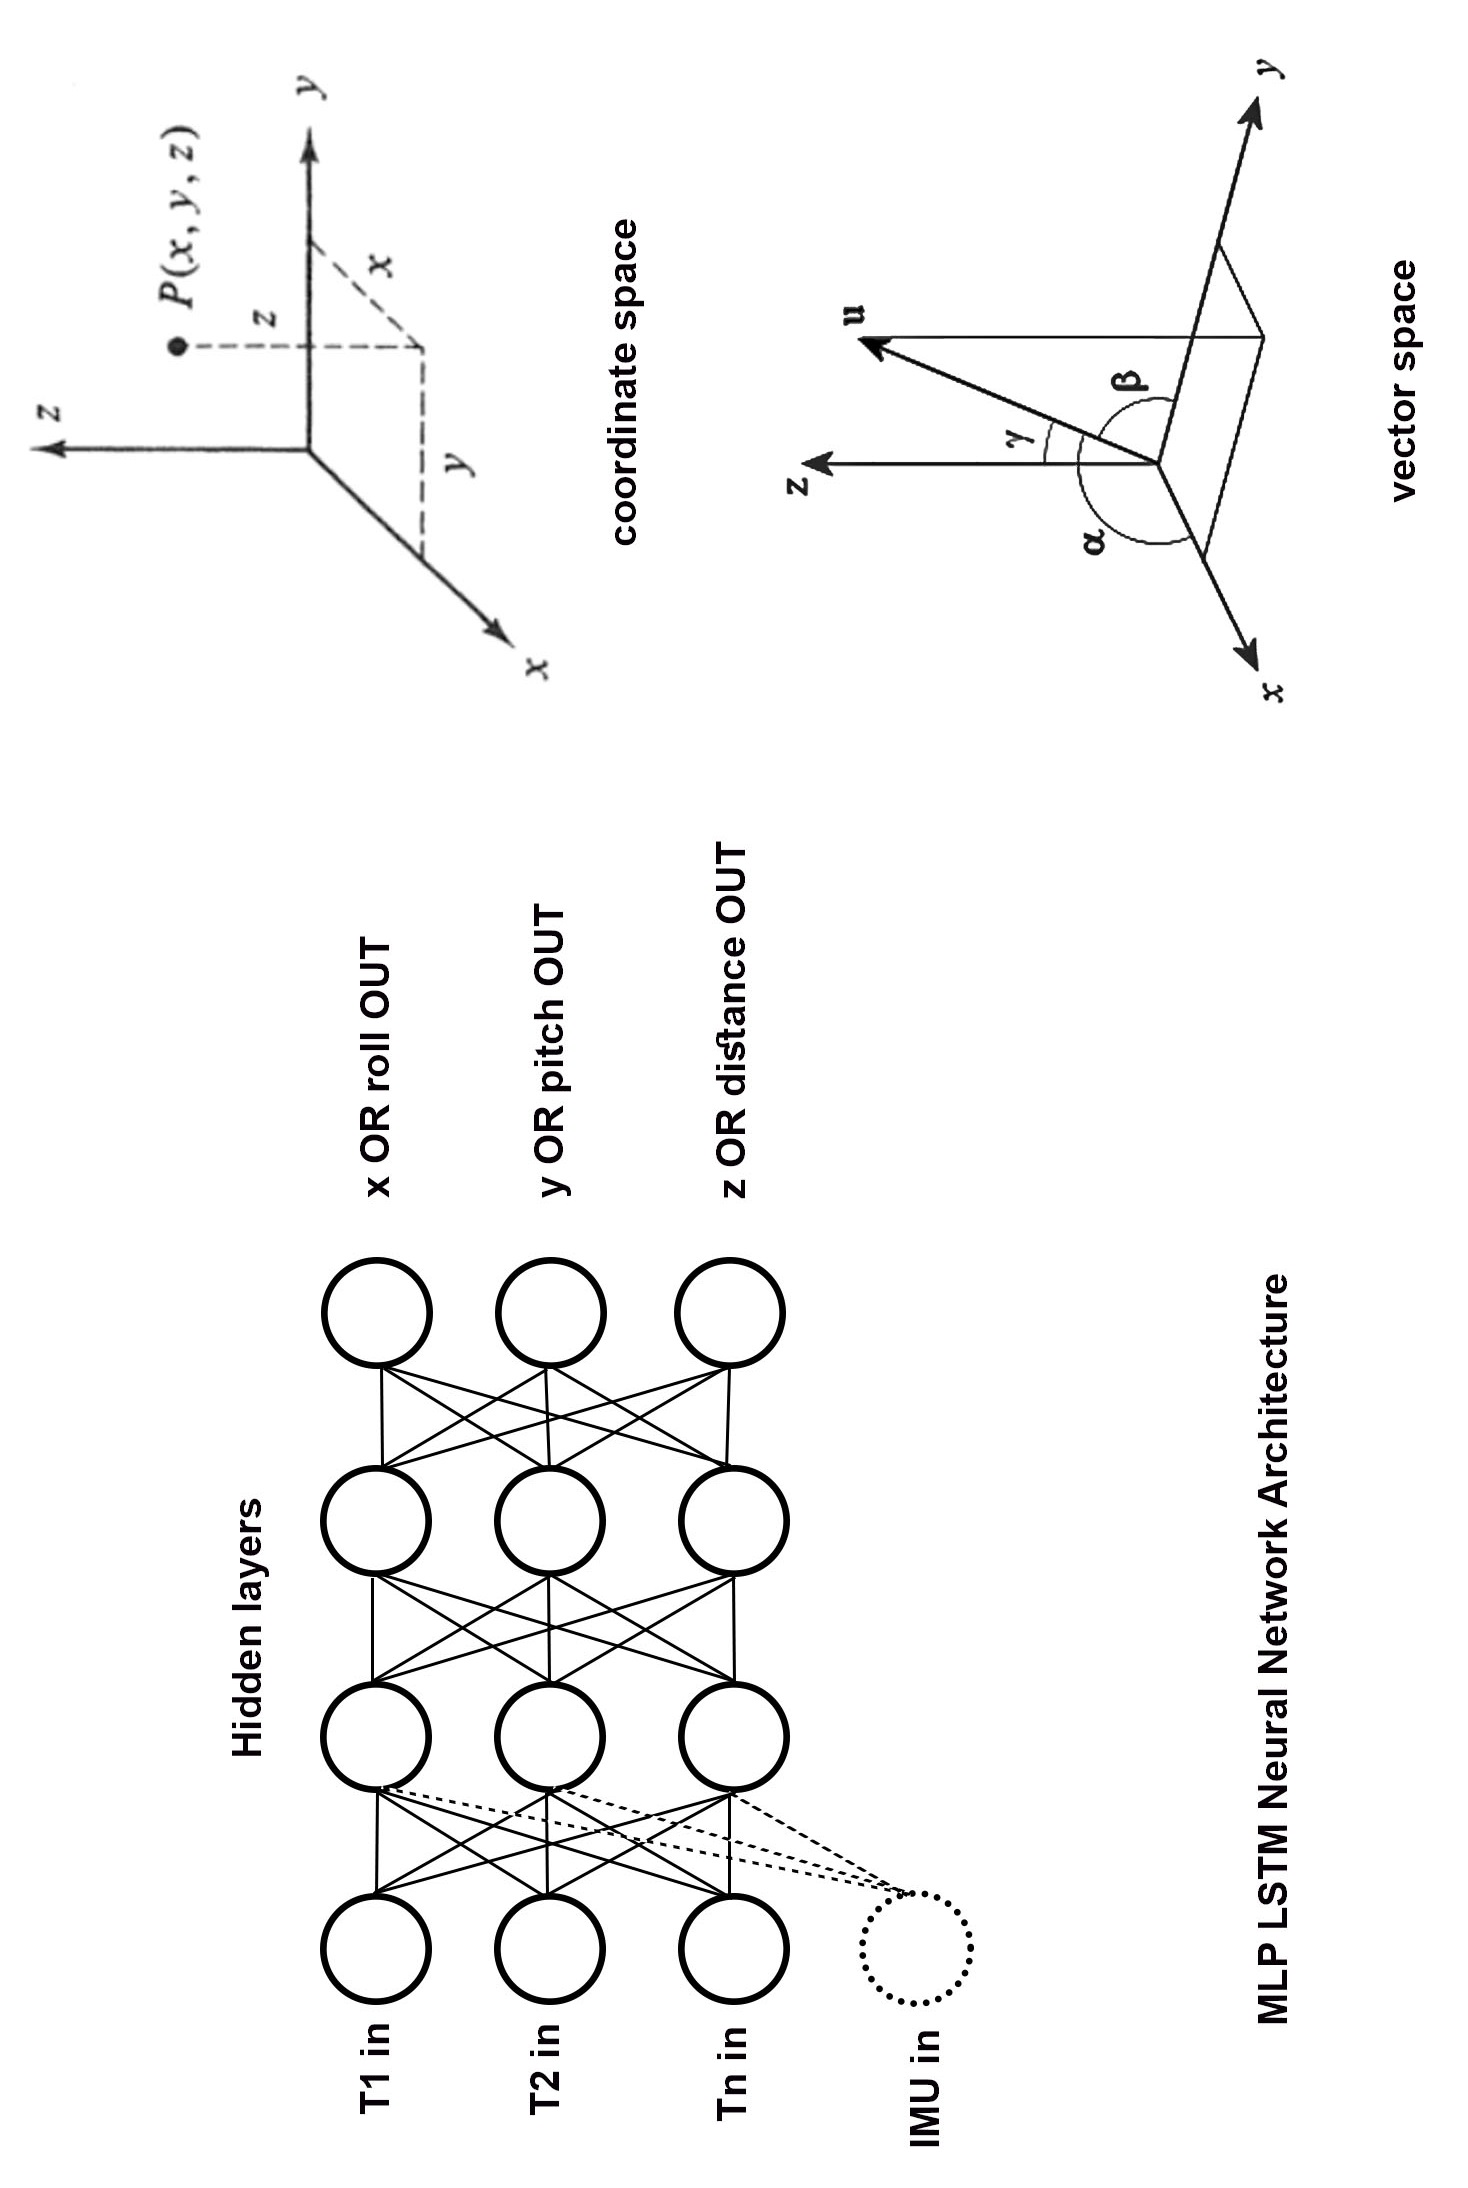 Hidden layers
T1 in
T2 in
Tn in
IMU in
x OR roll OUT
y OR pitch OUT
z OR distance OUT
MLP LSTM Neural Network Architecture
z
P(x, y, z)
z
y
x
y
x
coordinate space
z
u
γ
β
α
y
x
vector space